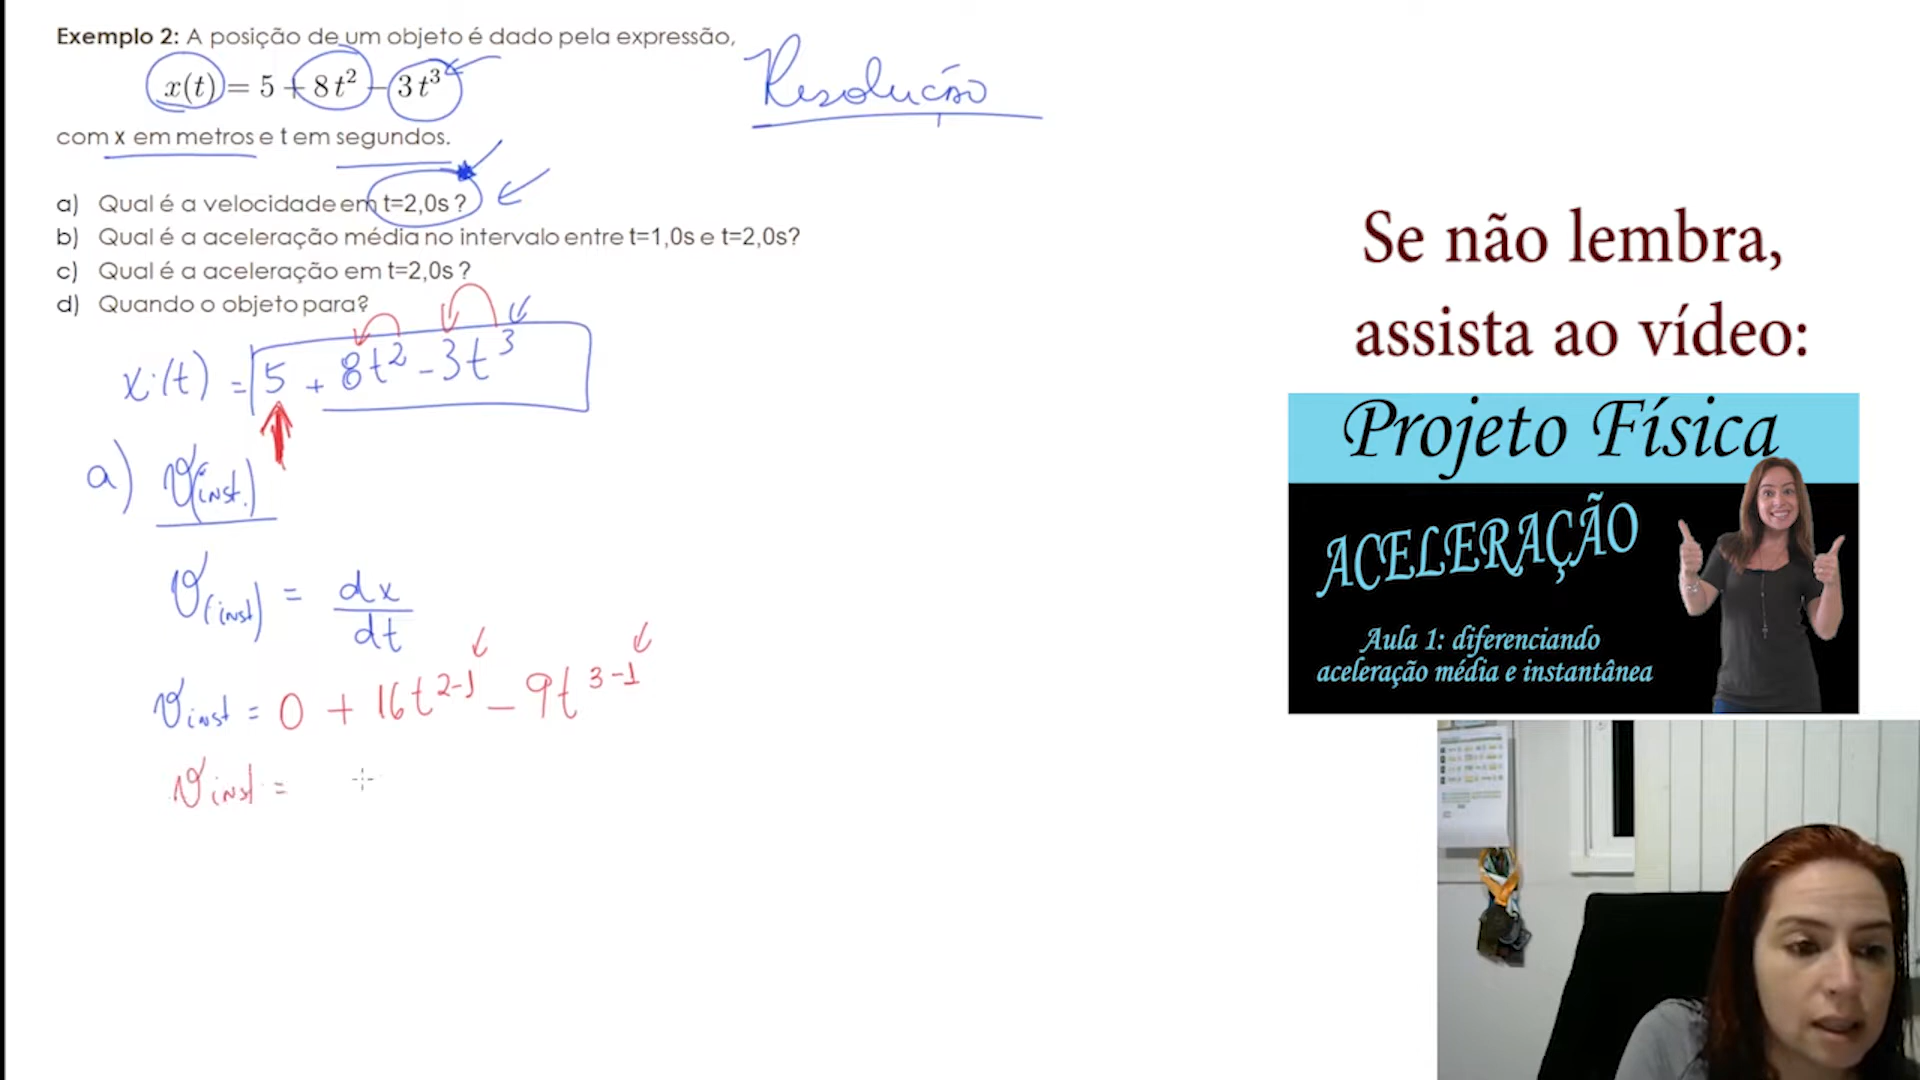 Exemplo 2: A posição de um objeto é dado pela expressão,
x(t) = 5 + 8t² − 3t³
com x em metros e t em segundos.
a) Qual é a velocidade em t=2,0s?
b) Qual é a aceleração média no intervalo entre t=1,0s e t=2,0s?
c) Qual é a aceleração em t=2,0s?
d) Quando o objeto para?
x(t) = 5 + 8t² - 3t³
a) v(inst.)
v(inst) = dx/dt
vinst = 0 + 16t²⁻¹ - 9t³⁻¹
vinst =
Resolução
Se não lembra,
assista ao vídeo:
Projeto Física
ACELERAÇÃO
Aula 1: diferenciando
aceleração média e instantânea